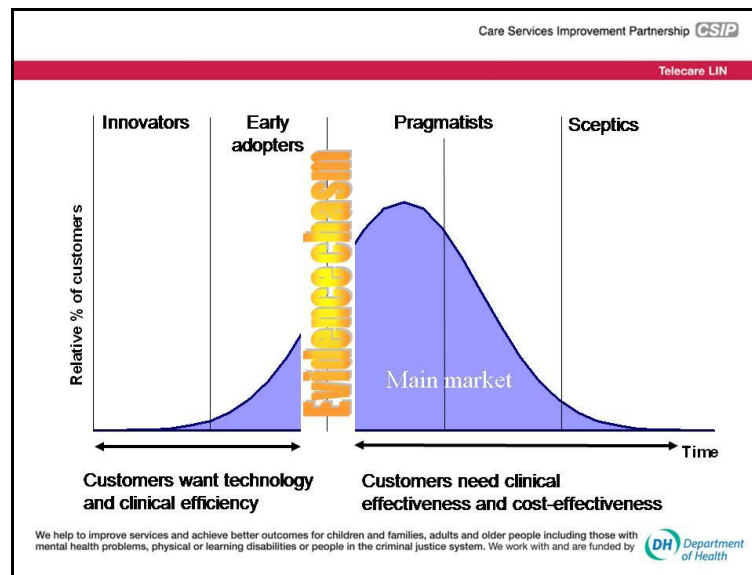 Care Services Improvement Partnership CSIP
Telecare LIN
Innovators
Early
adopters
Pragmatists
Sceptics
Evidence chasm
Relative % of customers
Main market
Time
Customers want technology
and clinical efficiency
Customers need clinical
effectiveness and cost-effectiveness
We help to improve services and achieve better outcomes for children and families, adults and older people including those with
mental health problems, physical or learning disabilities or people in the criminal justice system. We work with and are funded by
DH Department
of Health